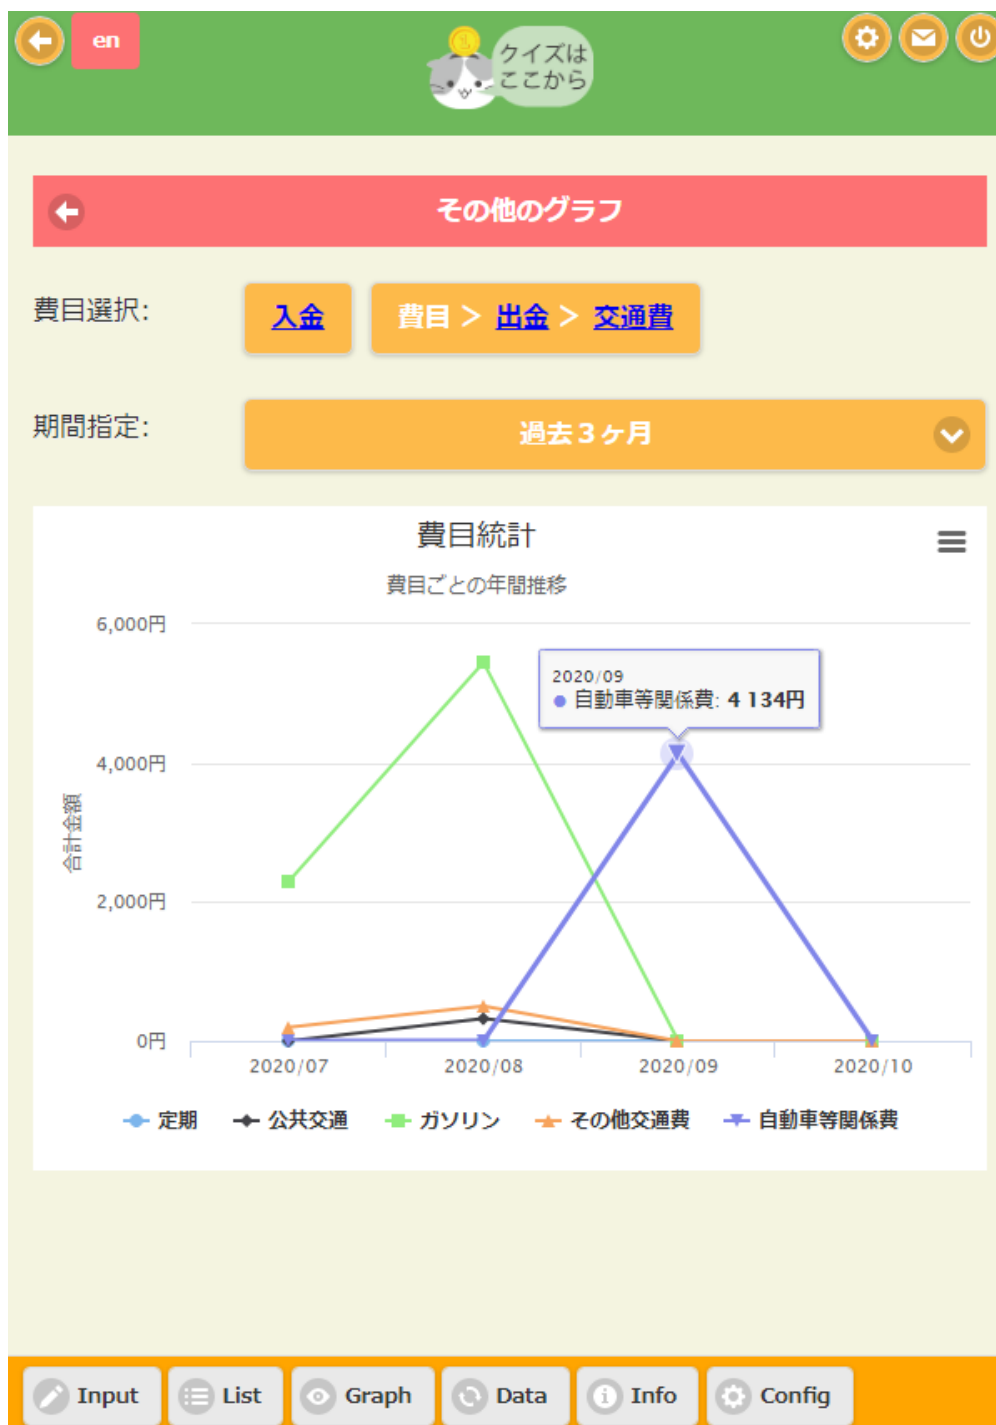 en
クイズは
ここから
その他のグラフ
費目選択:
入金
費目 > 出金 > 交通費
期間指定:
過去３ヶ月
費目統計
費目ごとの年間推移
6,000円
4,000円
2,000円
0円
合計金額
2020/09
自動車等関係費: 4 134円
2020/07
2020/08
2020/09
2020/10
定期
公共交通
ガソリン
その他交通費
自動車等関係費
Input
List
Graph
Data
Info
Config